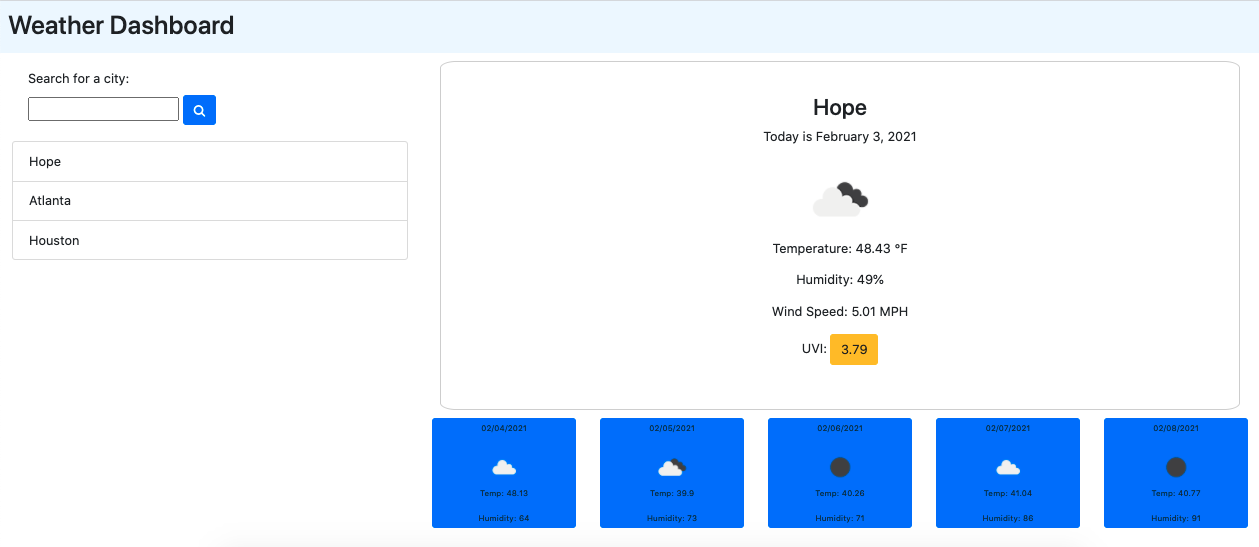 Weather Dashboard
Search for a city:
Hope
Atlanta
Houston
Hope
Today is February 3, 2021
Temperature: 48.43 °F
Humidity: 49%
Wind Speed: 5.01 MPH
UVI: 3.79
02/04/2021
Temp: 48.13
Humidity: 64
02/05/2021
Temp: 39.9
Humidity: 73
02/06/2021
Temp: 40.26
Humidity: 71
02/07/2021
Temp: 41.04
Humidity: 86
02/08/2021
Temp: 40.77
Humidity: 91